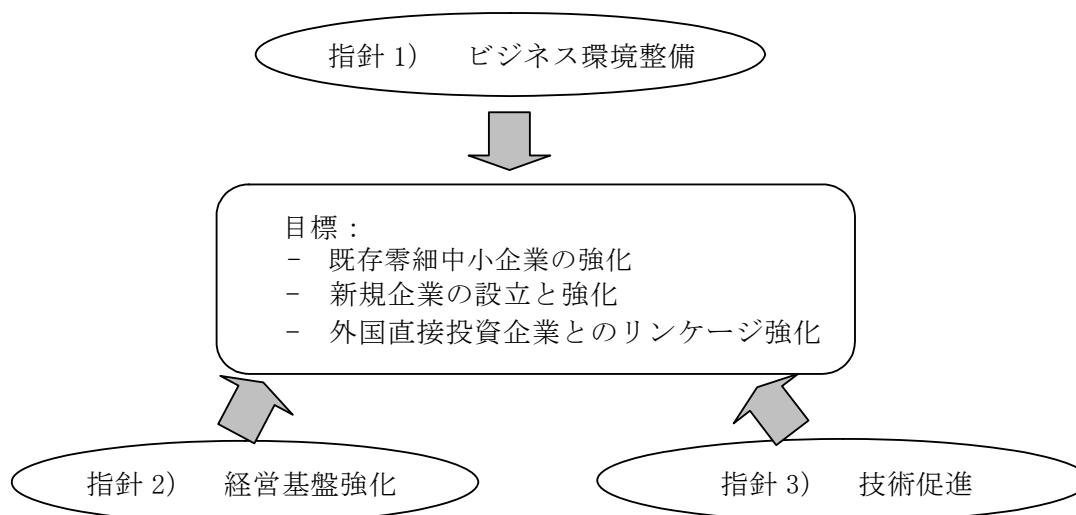 指針 1)　ビジネス環境整備
目標：
－ 既存零細中小企業の強化
－ 新規企業の設立と強化
－ 外国直接投資企業とのリンケージ強化
指針 2)　経営基盤強化
指針 3)　技術促進